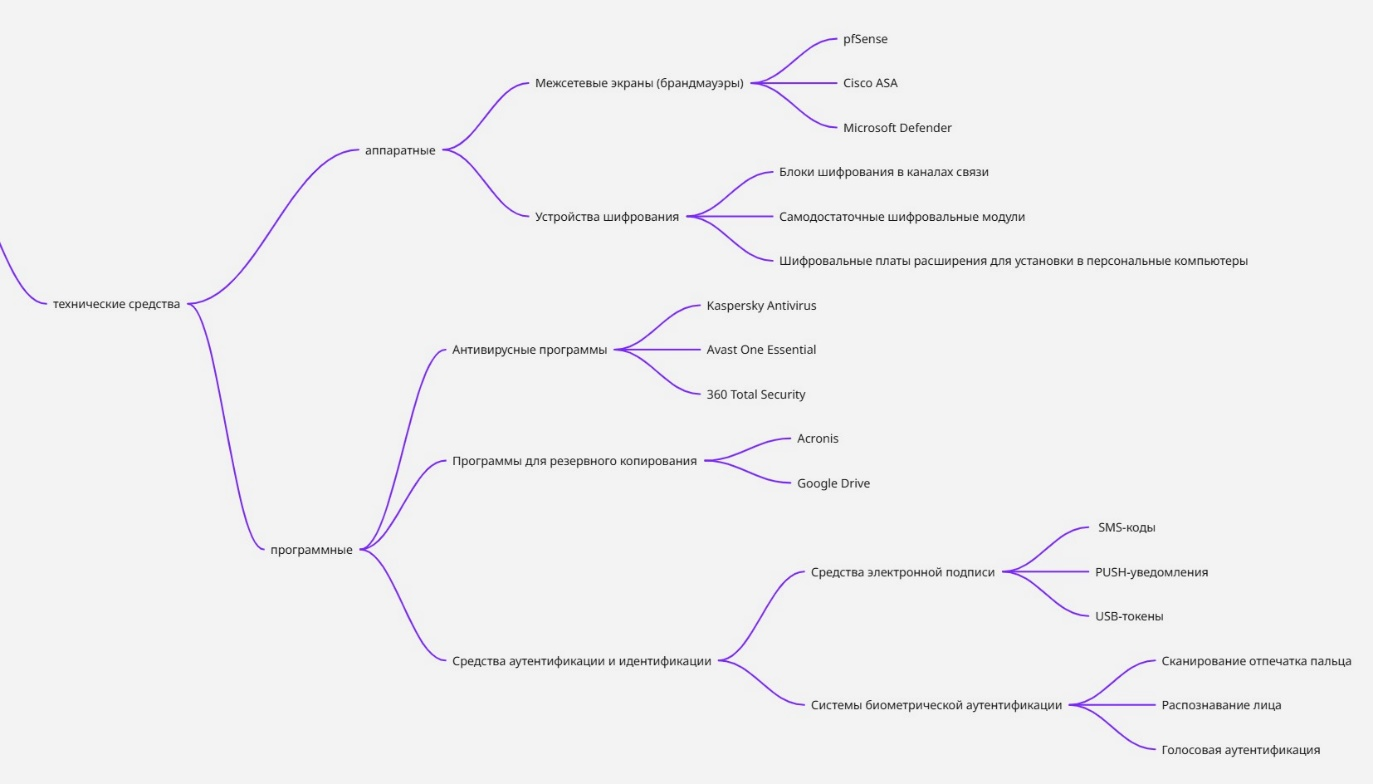 технические средства
аппаратные
Межсетевые экраны (брандмауэры)
pfSense
Cisco ASA
Microsoft Defender
Устройства шифрования
Блоки шифрования в каналах связи
Самодостаточные шифровальные модули
Шифровальные платы расширения для установки в персональные компьютеры
программные
Антивирусные программы
Kaspersky Antivirus
Avast One Essential
360 Total Security
Программы для резервного копирования
Acronis
Google Drive
Средства аутентификации и идентификации
Средства электронной подписи
SMS-коды
PUSH-уведомления
USB-токены
Системы биометрической аутентификации
Сканирование отпечатка пальца
Распознавание лица
Голосовая аутентификация